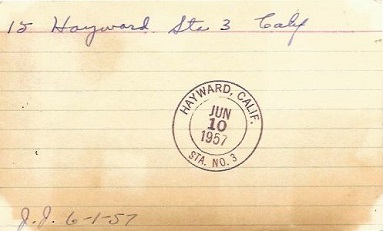 15 Hayward Sta 3 Calif
HAYWARD, CALIF.
JUN
10
1957
STA. NO. 3
J.J. 6-1-57